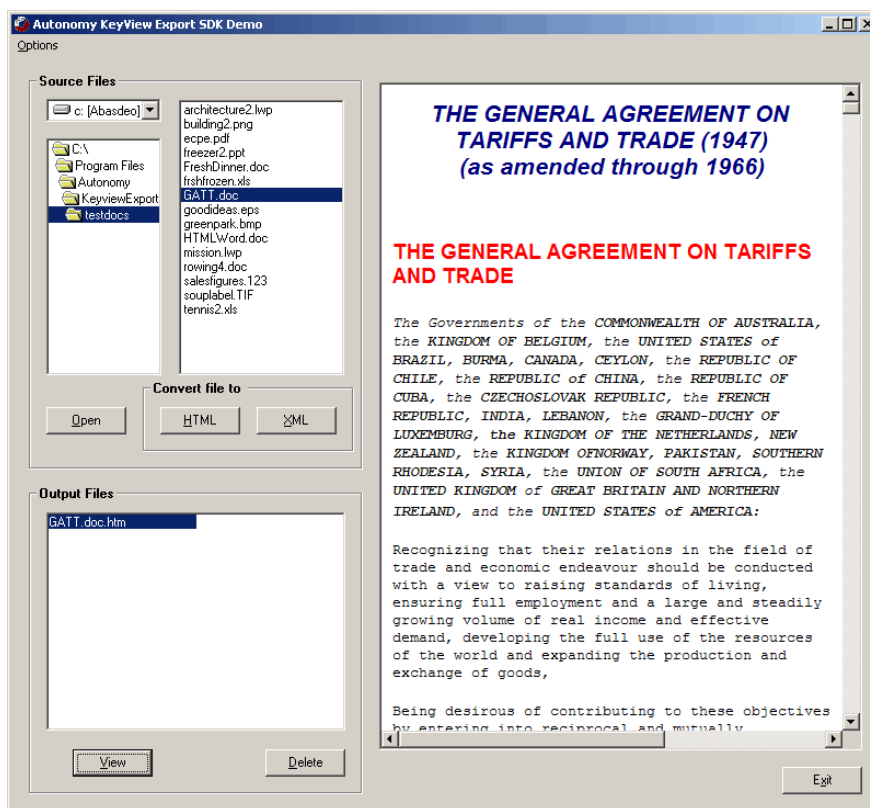 Autonomy KeyView Export SDK Demo
Options
Source Files
c: [Abasdeo]
C:\
Program Files
Autonomy
KeyviewExport
testdocs
architecture2.lwp
building2.png
ecpe.pdf
freezer2.ppt
FreshDinner.doc
frshfrozen.xls
GATT.doc
goodideas.eps
greenpark.bmp
HTMLWord.doc
mission.lwp
rowing4.doc
salesfigures.123
souplabel.TIF
tennis2.xls
Convert file to
Open
HTML
XML
Output Files
GATT.doc.htm
View
Delete
THE GENERAL AGREEMENT ON
TARIFFS AND TRADE (1947)
(as amended through 1966)
THE GENERAL AGREEMENT ON TARIFFS
AND TRADE
The Governments of the COMMONWEALTH OF AUSTRALIA,
the KINGDOM OF BELGIUM, the UNITED STATES of
BRAZIL, BURMA, CANADA, CEYLON, the REPUBLIC OF
CHILE, the REPUBLIC of CHINA, the REPUBLIC OF
CUBA, the CZECHOSLOVAK REPUBLIC, the FRENCH
REPUBLIC, INDIA, LEBANON, the GRAND-DUCHY OF
LUXEMBURG, the KINGDOM OF THE NETHERLANDS, NEW
ZEALAND, the KINGDOM OFNORWAY, PAKISTAN, SOUTHERN
RHODESIA, SYRIA, the UNION OF SOUTH AFRICA, the
UNITED KINGDOM of GREAT BRITAIN AND NORTHERN
IRELAND, and the UNITED STATES of AMERICA:
Recognizing that their relations in the field of
trade and economic endeavour should be conducted
with a view to raising standards of living,
ensuring full employment and a large and steadily
growing volume of real income and effective
demand, developing the full use of the resources
of the world and expanding the production and
exchange of goods,
Being desirous of contributing to these objectives
by entering into reciprocal and mutually
Exit